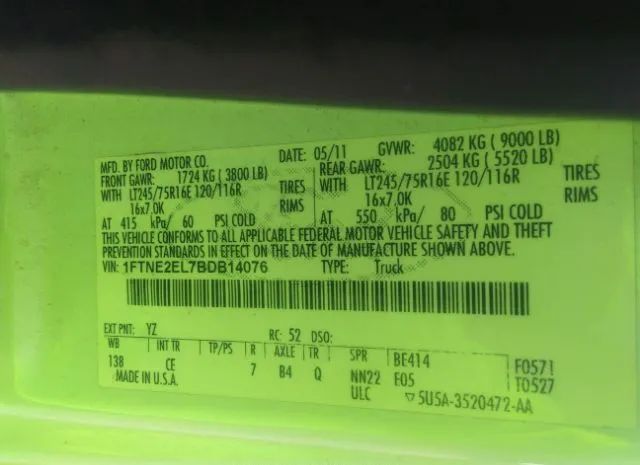 MFD. BY FORD MOTOR CO.
DATE: 05/11 GVWR: 4082 KG ( 9000 LB)
FRONT GAWR: 1724 KG ( 3800 LB)
REAR GAWR: 2504 KG ( 5520 LB)
WITH LT245/75R16E 120/116R TIRES
WITH LT245/75R16E 120/116R TIRES
16x7.0K RIMS
16x7.0K RIMS
AT 415 kPa/ 60 PSI COLD
AT 550 kPa/ 80 PSI COLD
THIS VEHICLE CONFORMS TO ALL APPLICABLE FEDERAL MOTOR VEHICLE SAFETY AND THEFT
PREVENTION STANDARDS IN EFFECT ON THE DATE OF MANUFACTURE SHOWN ABOVE.
VIN: 1FTNE2EL7BDB14076 TYPE: Truck
EXT PNT: YZ RC: 52 DSO:
WB INT TR TP/PS R AXLE TR SPR BE414 F0571
138 CE 7 B4 Q NN22 E05 T0527
MADE IN U.S.A. ULC ▽5U5A-3520472-AA